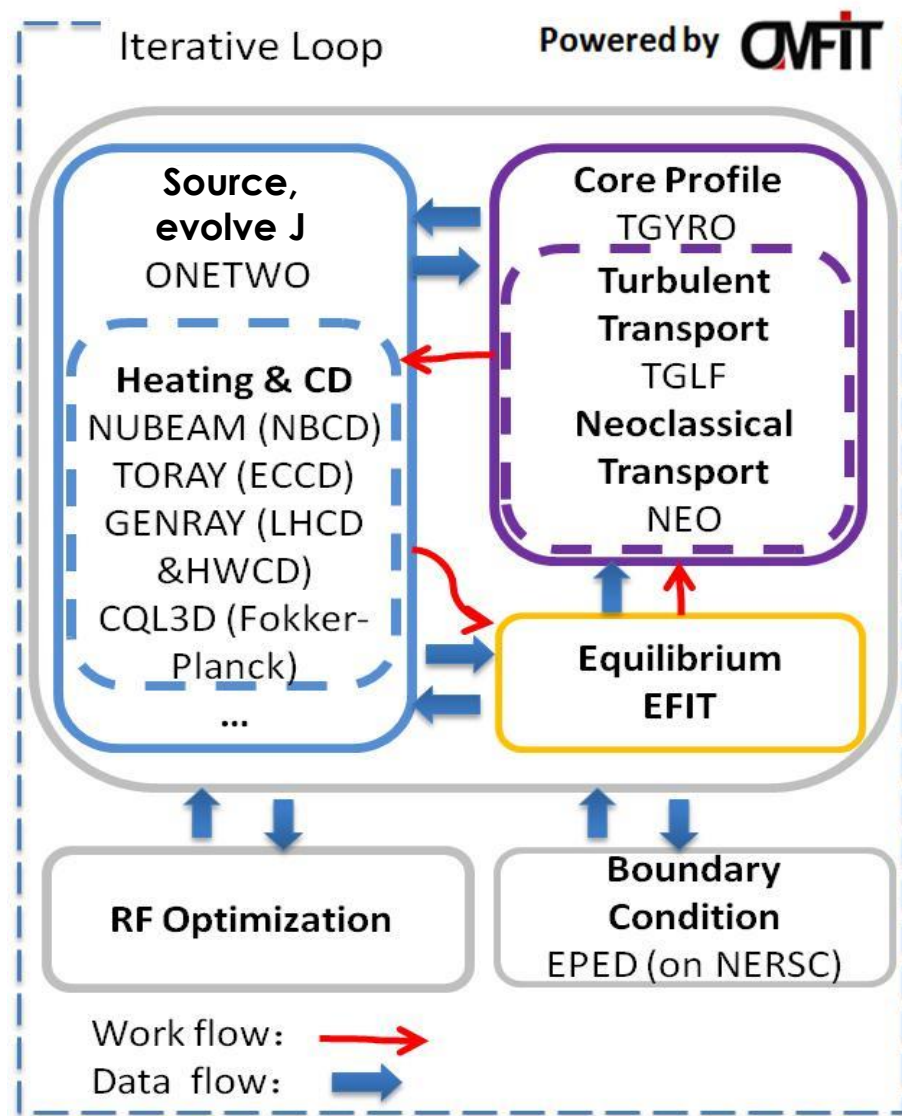 Iterative Loop
Powered by OMFIT
Source,
evolve J
ONETWO
Heating & CD
NUBEAM (NBCD)
TORAY (ECCD)
GENRAY (LHCD
&HWCD)
CQL3D (Fokker-
Planck)
...
Core Profile
TGYRO
Turbulent
Transport
TGLF
Neoclassical
Transport
NEO
Equilibrium
EFIT
RF Optimization
Boundary
Condition
EPED (on NERSC)
Work flow:
Data flow: